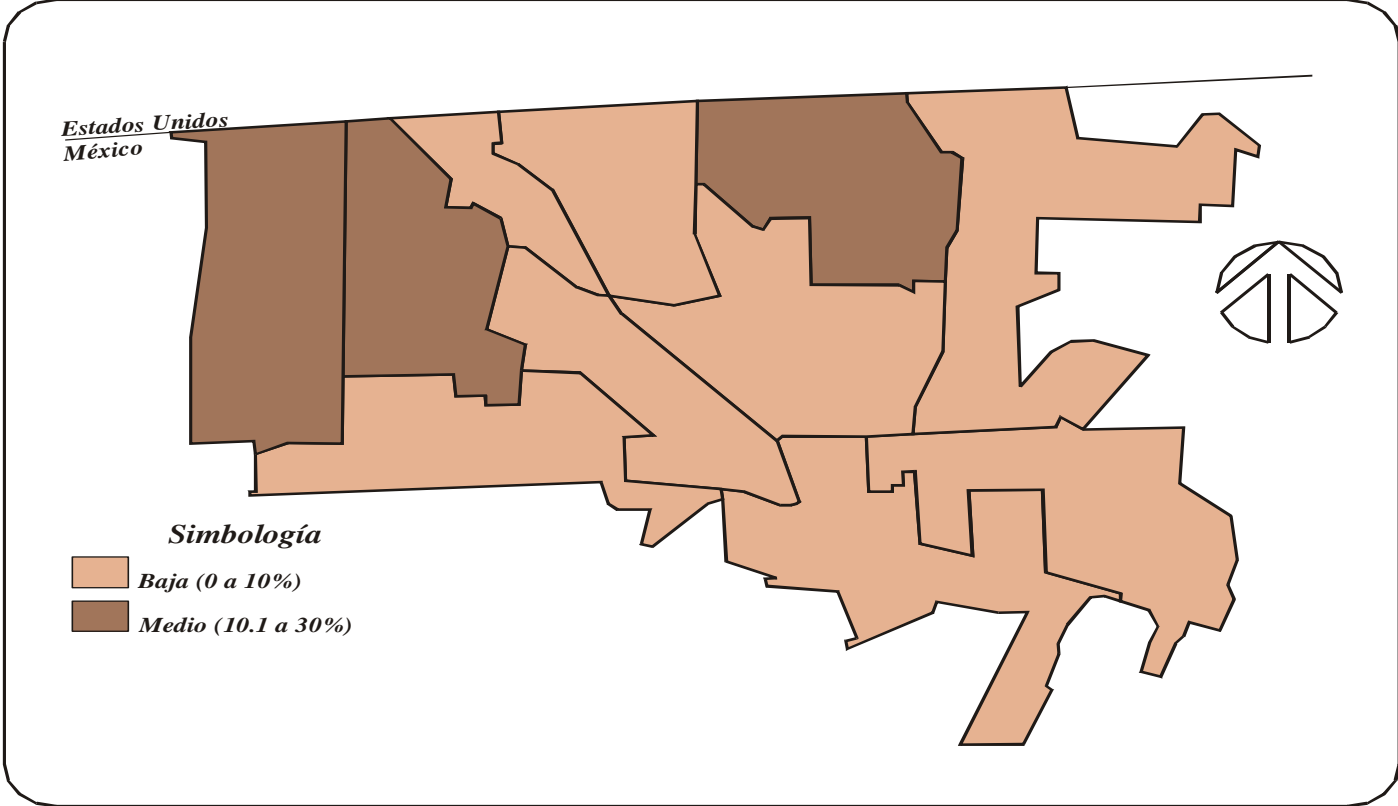 Estados Unidos
México
Simbología
Baja (0 a 10%)
Medio (10.1 a 30%)